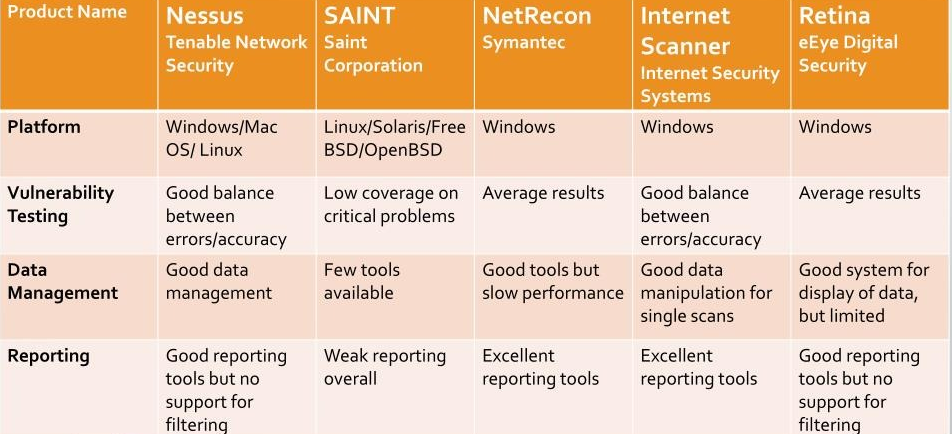 Product Name
Nessus
Tenable Network
Security
SAINT
Saint
Corporation
NetRecon
Symantec
Internet
Scanner
Internet Security
Systems
Retina
eEye Digital
Security
Platform
Windows/Mac
OS/ Linux
Linux/Solaris/Free
BSD/OpenBSD
Windows
Windows
Windows
Vulnerability
Testing
Good balance
between
errors/accuracy
Low coverage on
critical problems
Average results
Good balance
between
errors/accuracy
Average results
Data
Management
Good data
management
Few tools
available
Good tools but
slow performance
Good data
manipulation for
single scans
Good system for
display of data,
but limited
Reporting
Good reporting
tools but no
support for
filtering
Weak reporting
overall
Excellent
reporting tools
Excellent
reporting tools
Good reporting
tools but no
support for
filtering